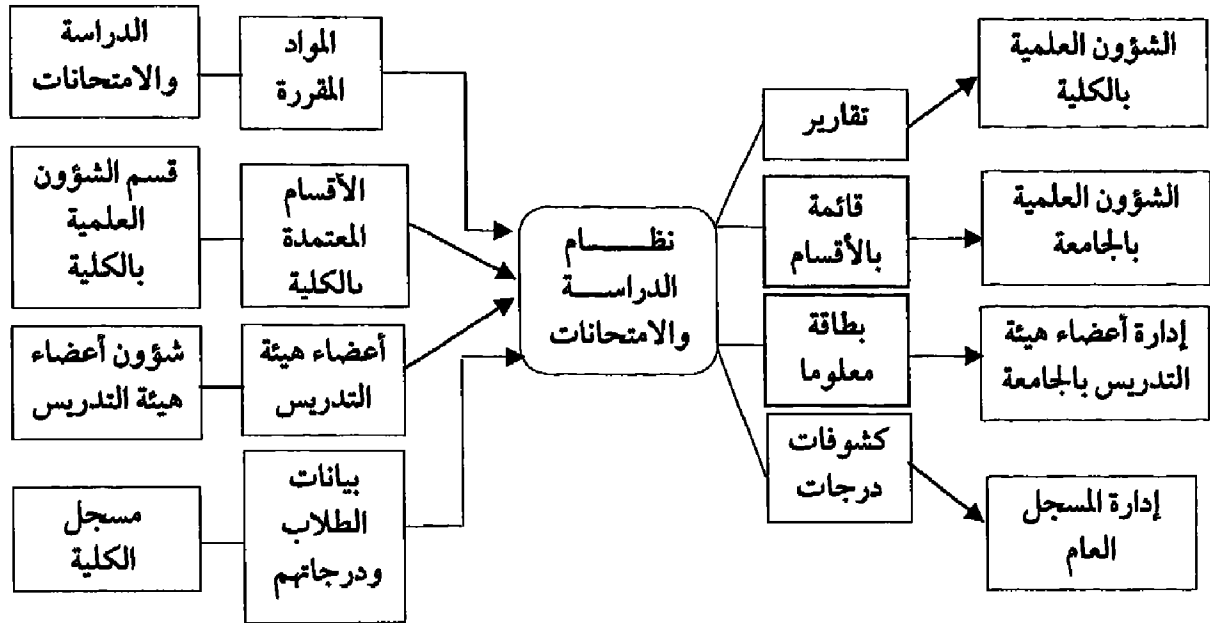 الدراسة
والامتحانات
المواد
المقررة
قسم الشؤون
العلمية
بالكلية
الأقسام
المعتمدة
بالكلية
شؤون أعضاء
هيئة التدريس
أعضاء هيئة
التدريس
مسجل
الكلية
بيانات
الطلاب
ودرجاتهم
نظـــــام
الدراســـة
والامتحانات
تقارير
قائمة
بالأقسام
بطاقة
معلوما
كشوفات
درجات
الشؤون العلمية
بالكلية
الشؤون العلمية
بالجامعة
إدارة أعضاء هيئة
التدريس بالجامعة
إدارة المسجل
العام